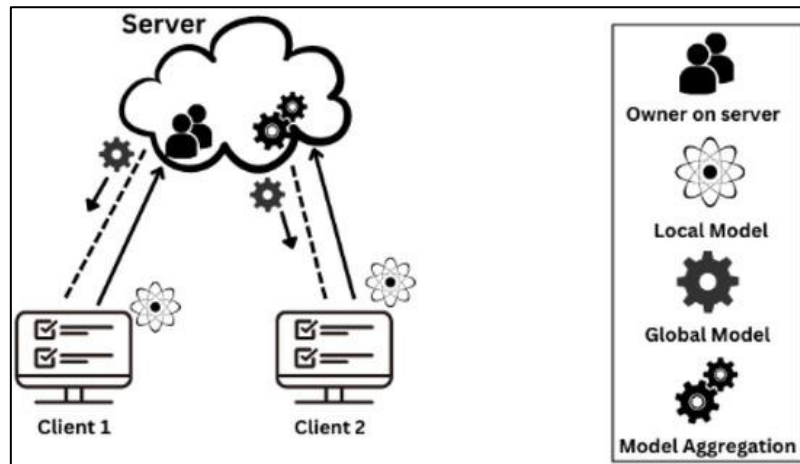 Server
Client 1
Client 2
Owner on server
Local Model
Global Model
Model Aggregation